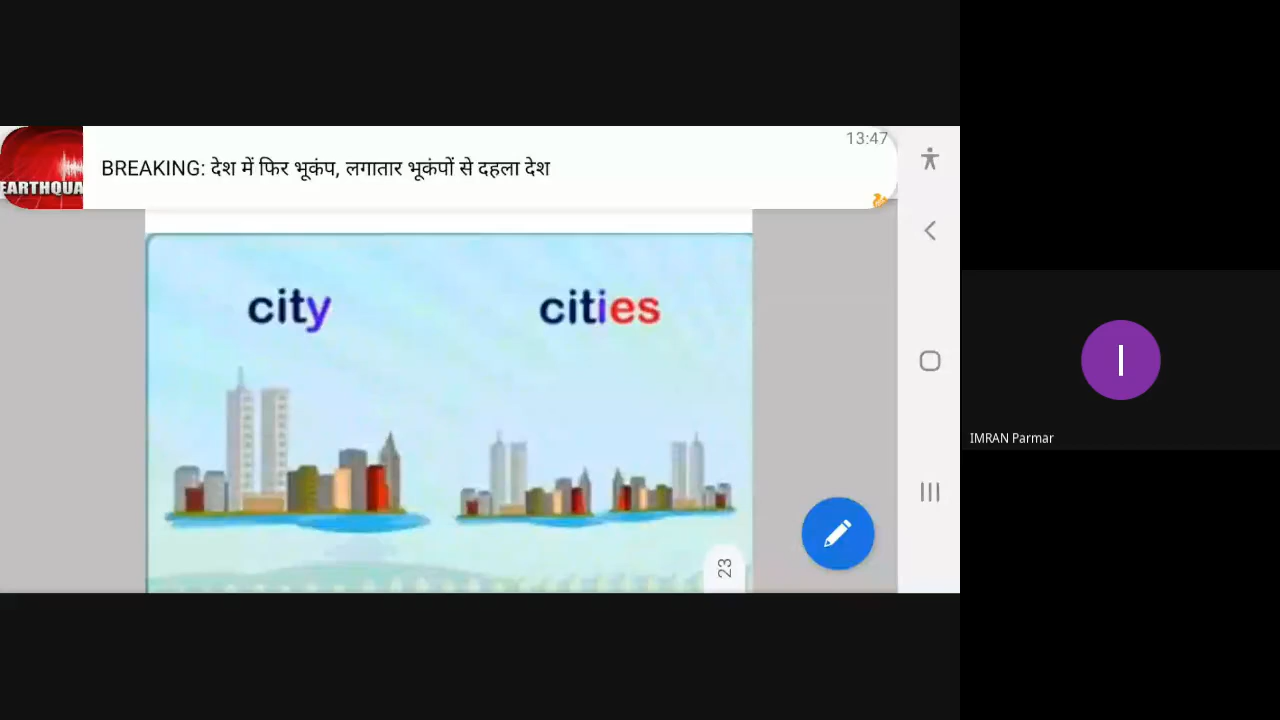 13:47
EARTHQUA
BREAKING: देश में फिर भूकंप, लगातार भूकंपों से दहला देश
city
cities
23
I
IMRAN Parmar